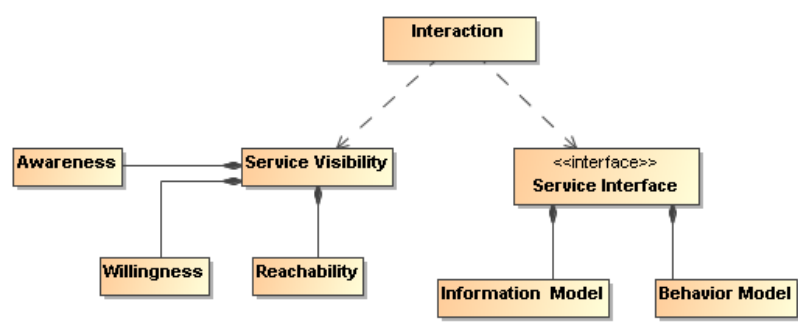 Interaction
Awareness
Service Visibility
<<interface>>
Service Interface
Willingness
Reachability
Information Model
Behavior Model